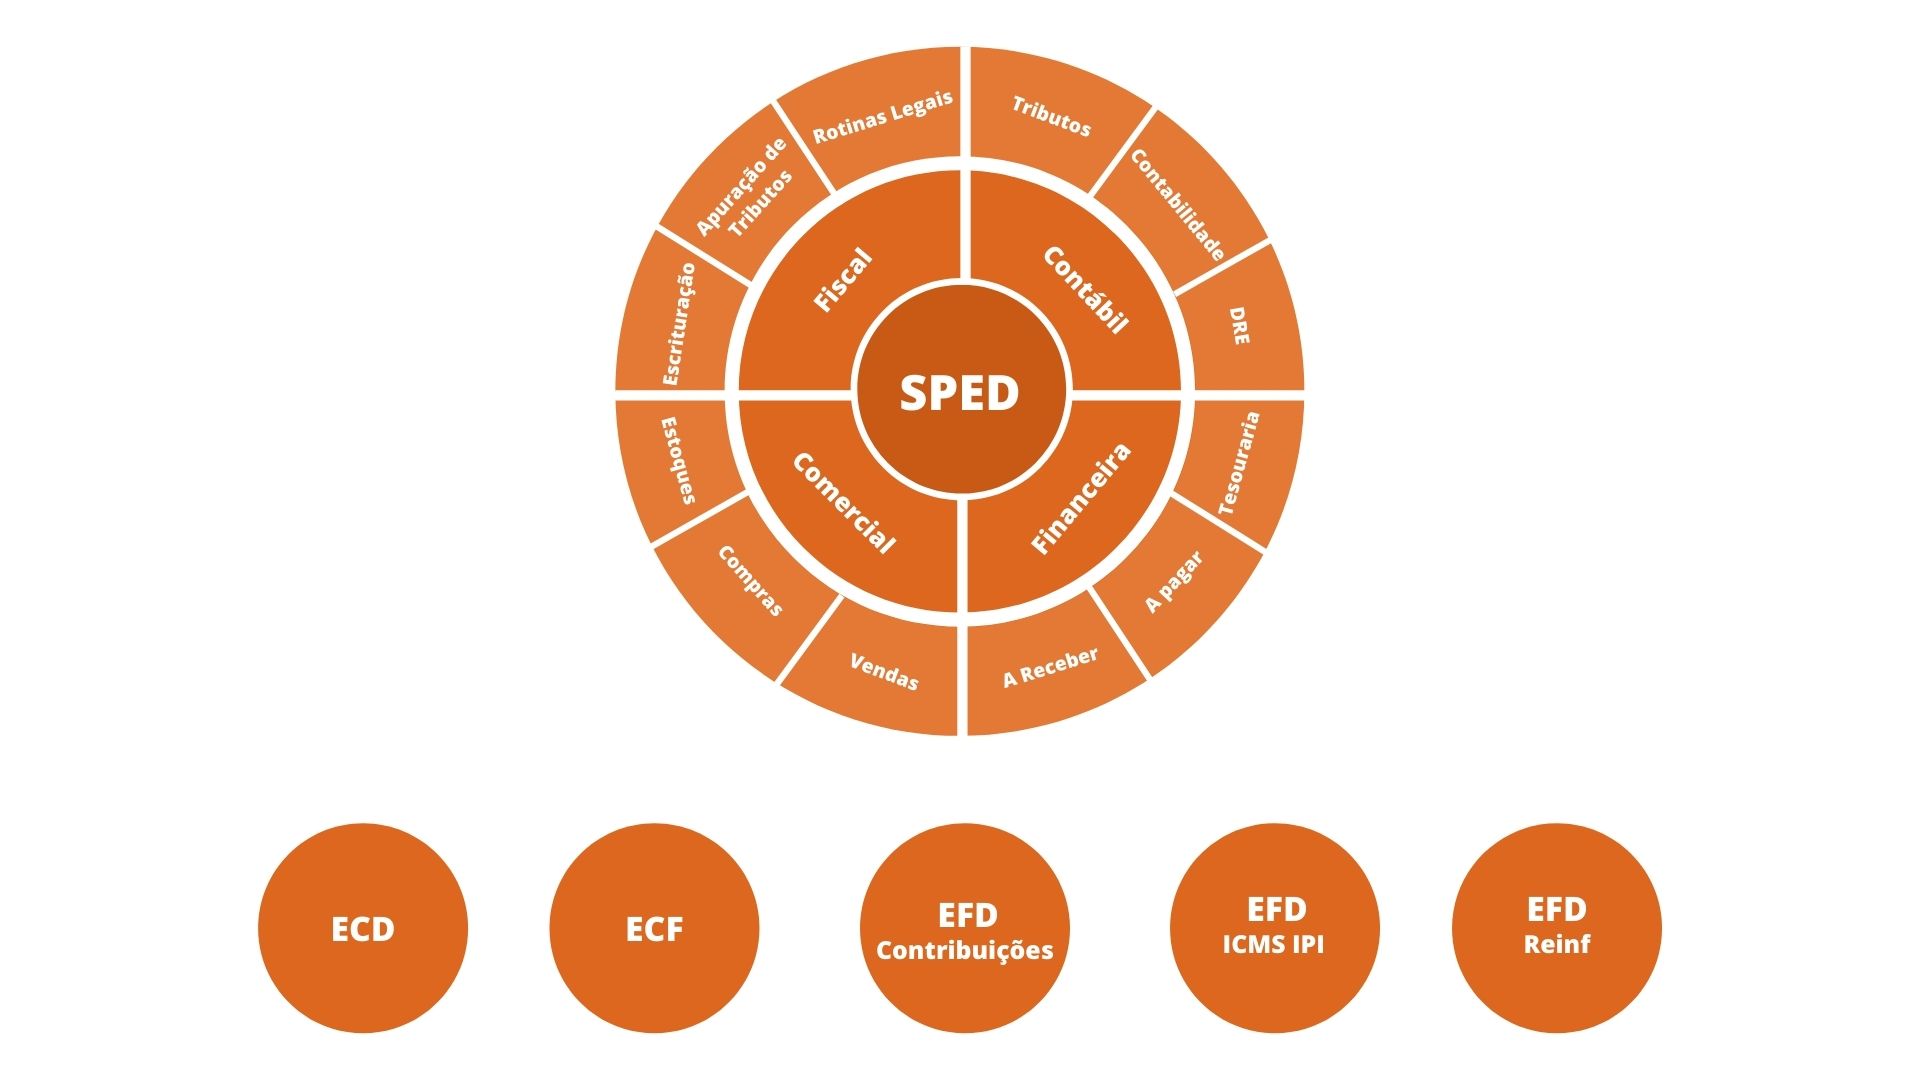 Rotinas Legais
Tributos
Apuração de
Tributos
Contabilidade
Escrituração
DRE
Fiscal
Contábil
SPED
Comercial
Financeira
Estoques
Tesouraria
Compras
A pagar
Vendas
A Receber
ECD
ECF
EFD
Contribuições
EFD
ICMS IPI
EFD
Reinf